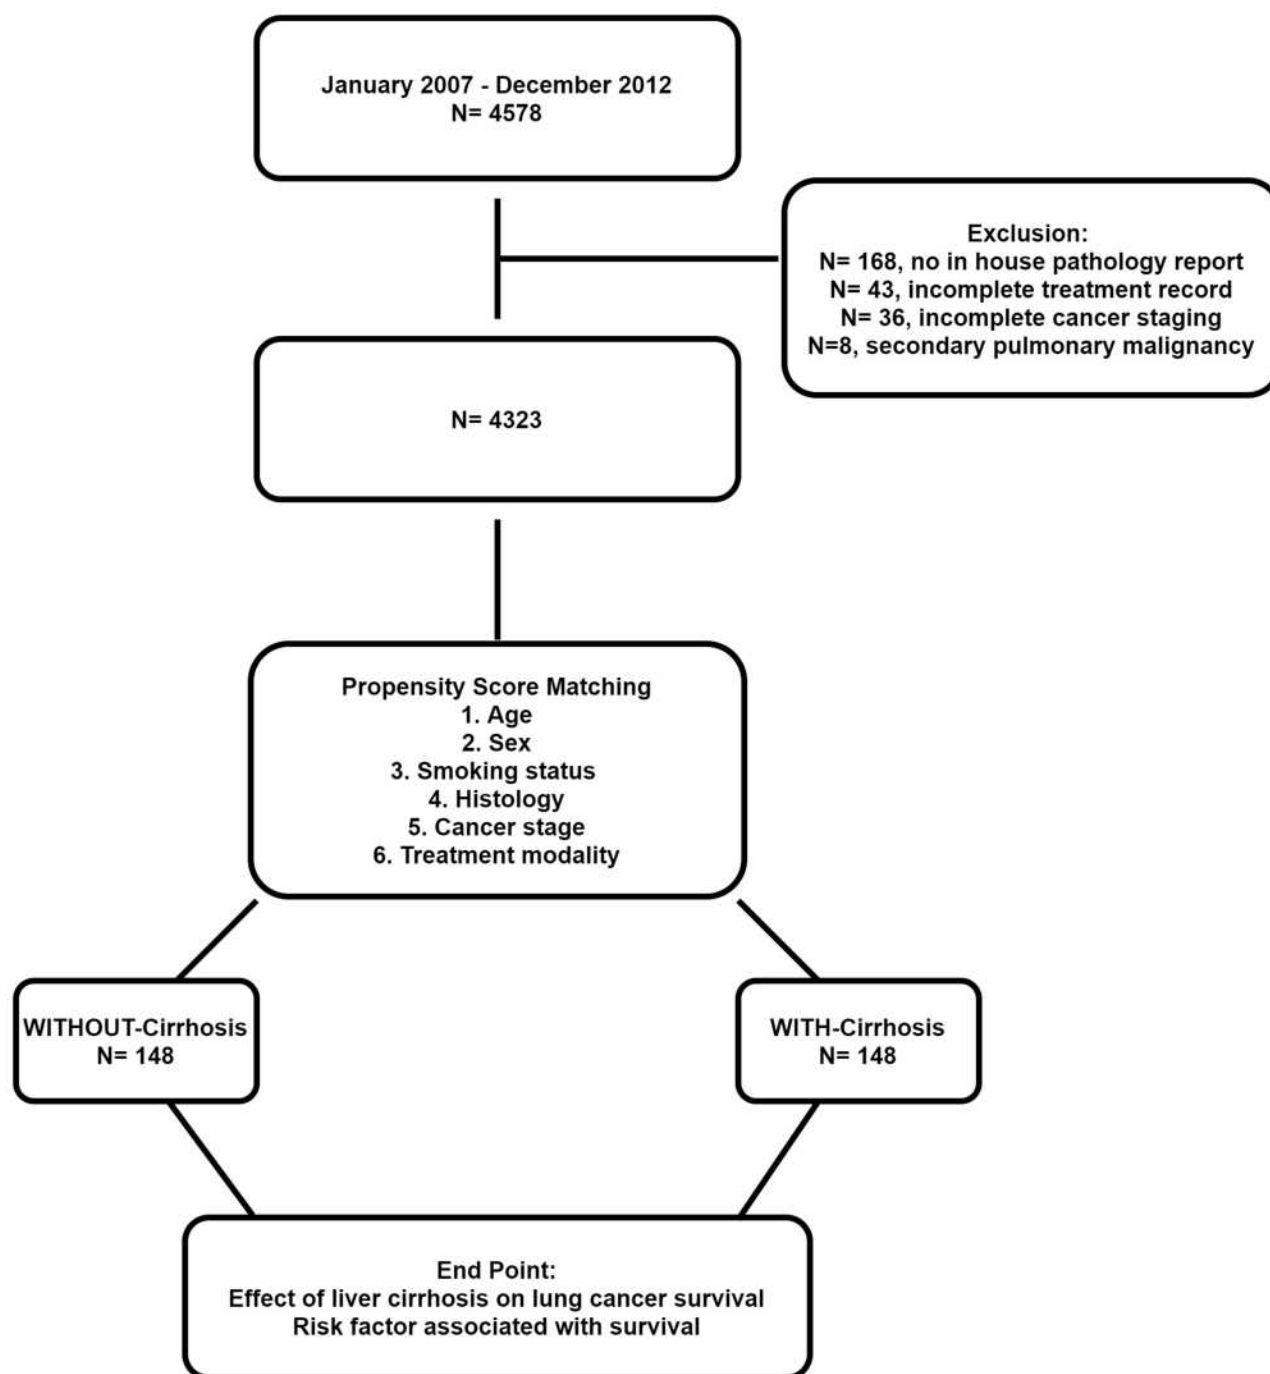 January 2007 - December 2012
N= 4578
Exclusion:
N= 168, no in house pathology report
N= 43, incomplete treatment record
N= 36, incomplete cancer staging
N=8, secondary pulmonary malignancy
N= 4323
Propensity Score Matching
1. Age
2. Sex
3. Smoking status
4. Histology
5. Cancer stage
6. Treatment modality
WITHOUT-Cirrhosis
N= 148
WITH-Cirrhosis
N= 148
End Point:
Effect of liver cirrhosis on lung cancer survival
Risk factor associated with survival